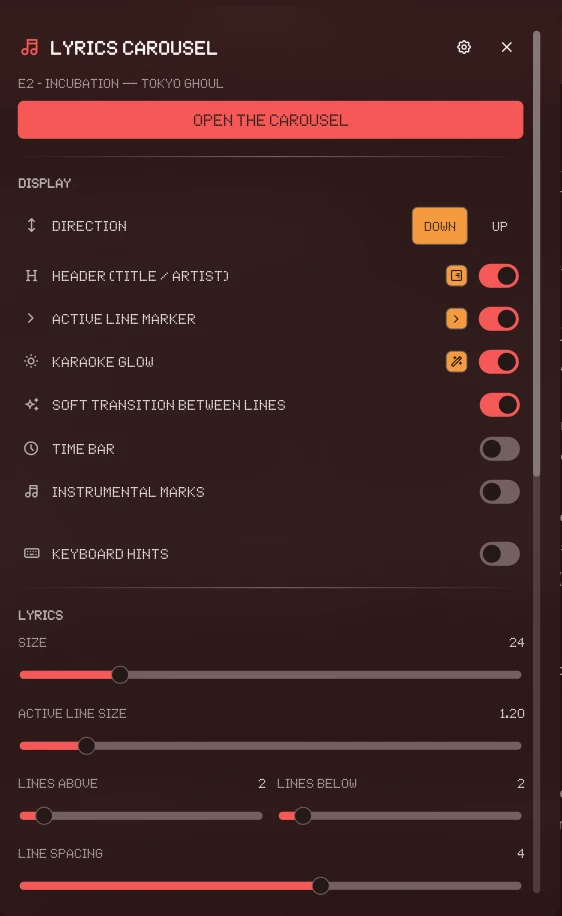 LYRICS CAROUSEL
E2 - INCUBATION — TOKYO GHOUL
OPEN THE CAROUSEL
DISPLAY
DIRECTION DOWN UP
HEADER (TITLE / ARTIST)
ACTIVE LINE MARKER
KARAOKE GLOW
SOFT TRANSITION BETWEEN LINES
TIME BAR
INSTRUMENTAL MARKS
KEYBOARD HINTS
LYRICS
SIZE 24
ACTIVE LINE SIZE 1.20
LINES ABOVE 2 LINES BELOW 2
LINE SPACING 4